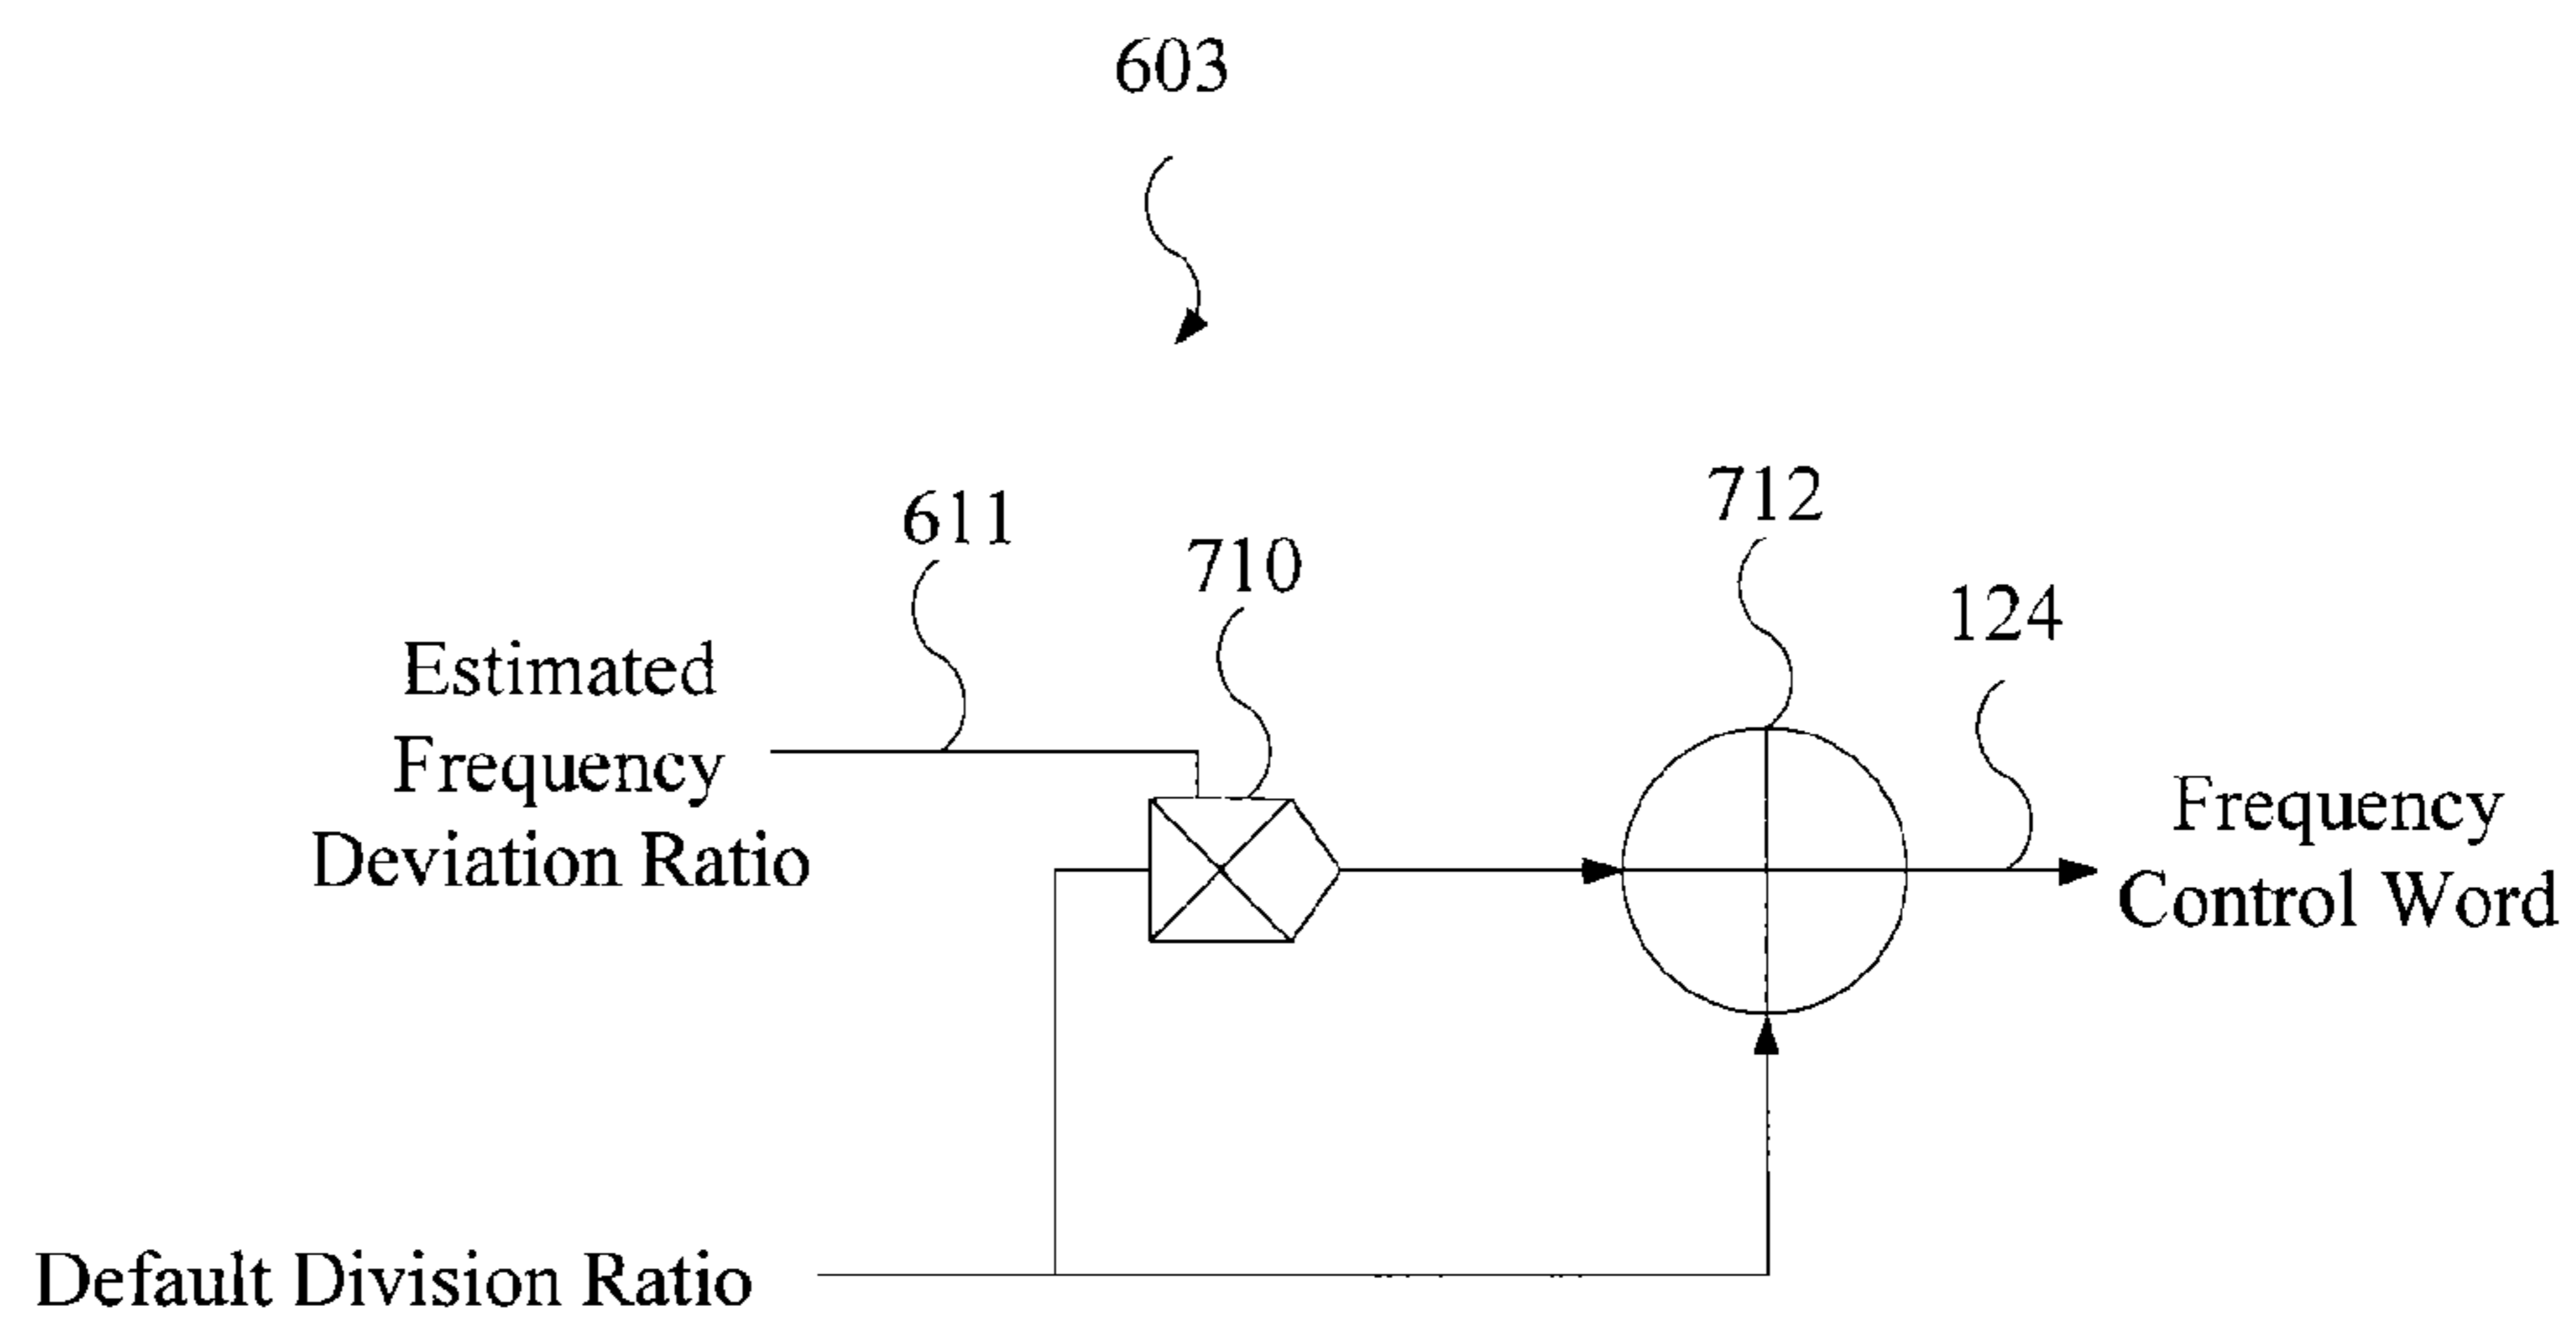 603
611
710
712
124
Estimated
Frequency
Deviation Ratio
Frequency
Control Word
Default Division Ratio